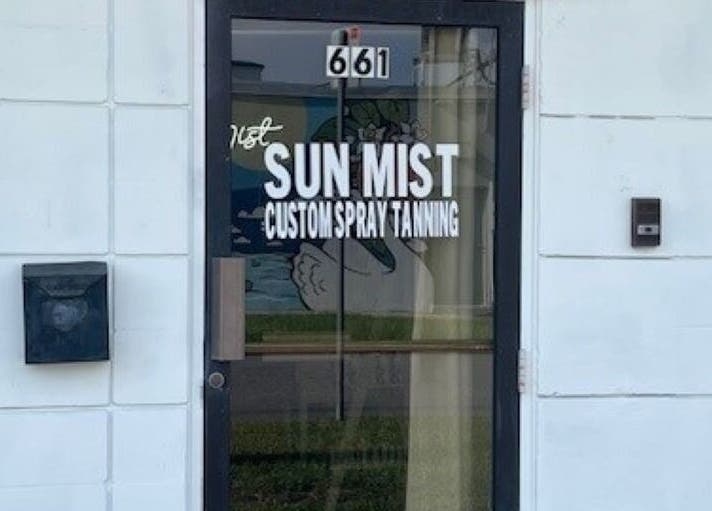 661
SUN MIST
CUSTOM SPRAY TANNING